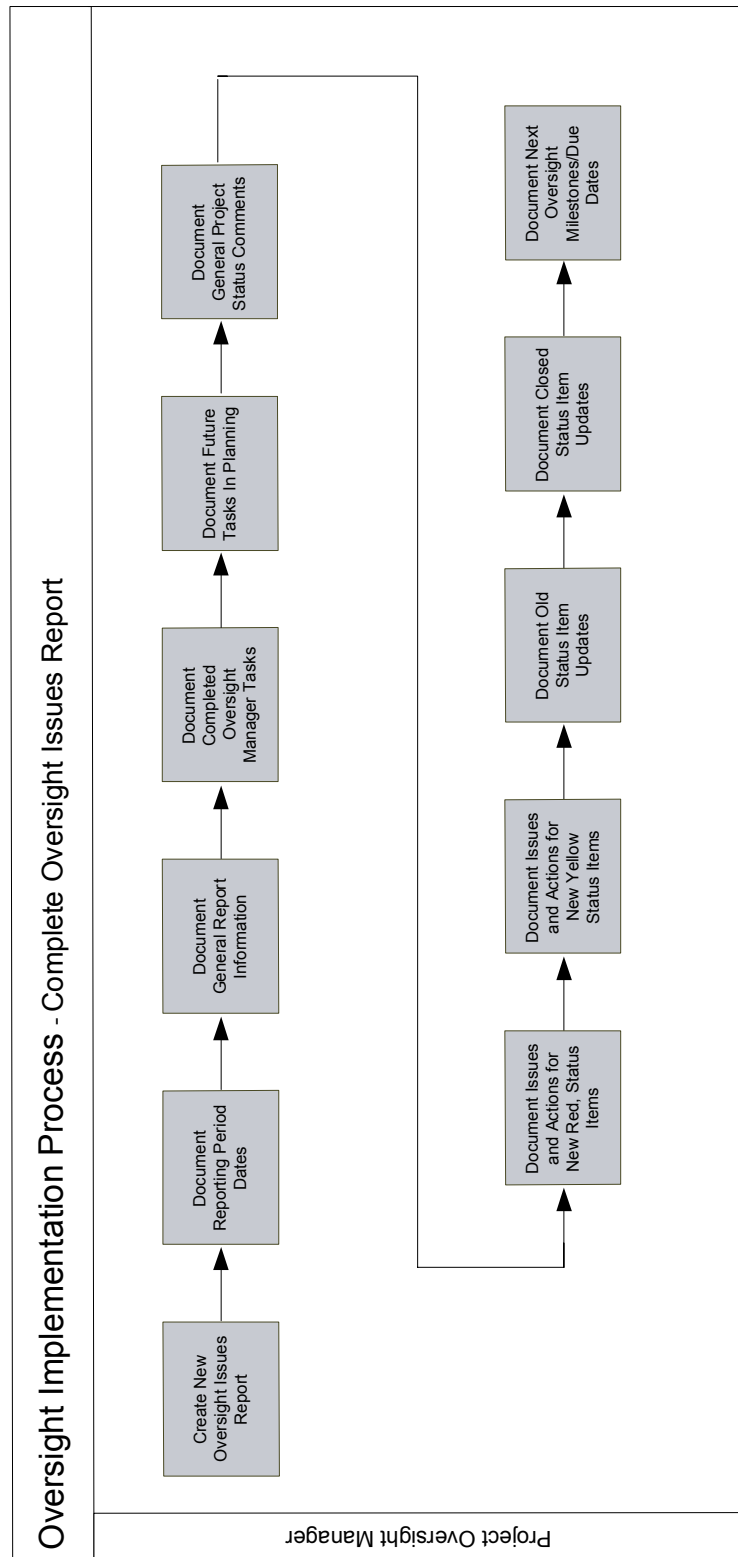 Oversight Implementation Process - Complete Oversight Issues Report
Project Oversight Manager
Create New
Oversight Issues
Report
Document
Reporting Period
Dates
Document
General Report
Information
Document
Completed
Oversight
Manager Tasks
Document Future
Tasks In Planning
Document
General Project
Status Comments
Document Issues
and Actions for
New Red, Status
Items
Document Issues
and Actions for
New Yellow
Status Items
Document Old
Status Item
Updates
Document Closed
Status Item
Updates
Document Next
Oversight
Milestones/Due
Dates